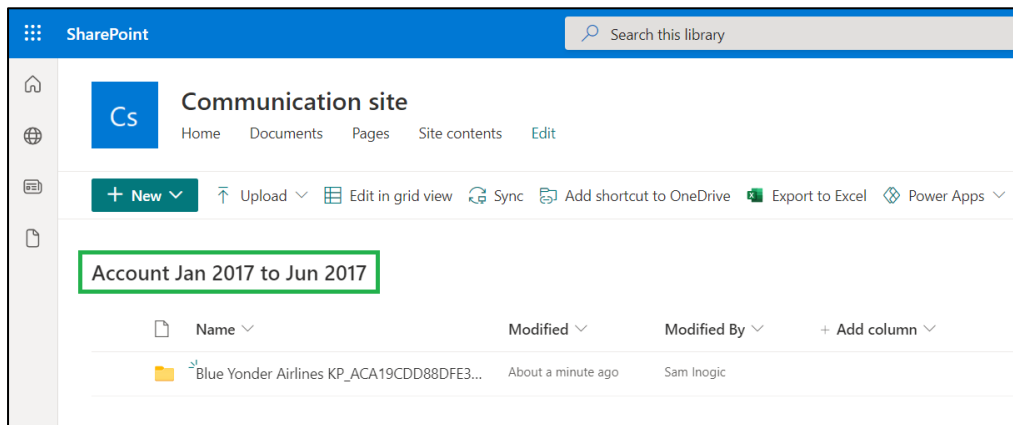 SharePoint
Search this library
Cs
Communication site
Home Documents Pages Site contents Edit
New Upload Edit in grid view Sync Add shortcut to OneDrive Export to Excel Power Apps
Account Jan 2017 to Jun 2017
Name Modified Modified By + Add column
Blue Yonder Airlines KP_ACA19CDD88DFE3... About a minute ago Sam Inogic